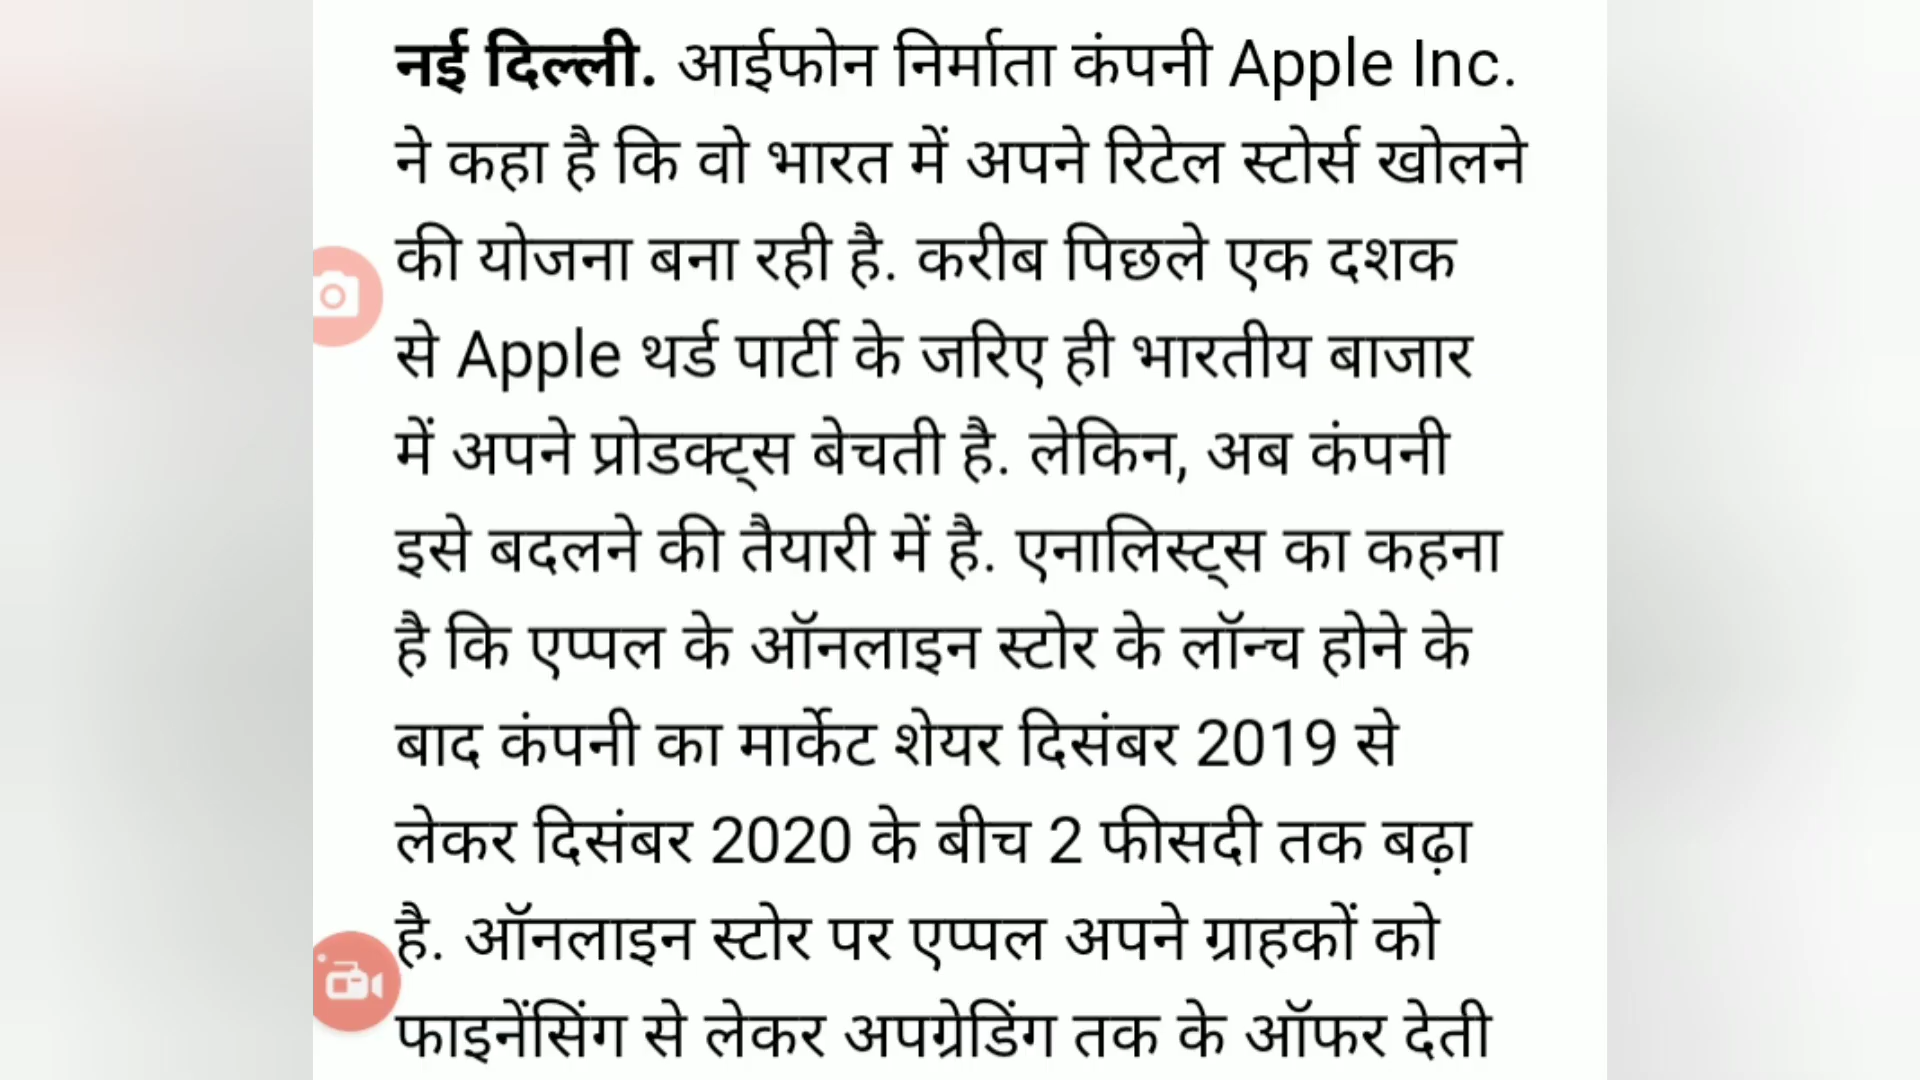 नई दिल्ली. आईफोन निर्माता कंपनी Apple Inc.
ने कहा है कि वो भारत में अपने रिटेल स्टोर्स खोलने
की योजना बना रही है. करीब पिछले एक दशक
से Apple थर्ड पार्टी के जरिए ही भारतीय बाजार
में अपने प्रोडक्ट्स बेचती है. लेकिन, अब कंपनी
इसे बदलने की तैयारी में है. एनालिस्ट्स का कहना
है कि एप्पल के ऑनलाइन स्टोर के लॉन्च होने के
बाद कंपनी का मार्केट शेयर दिसंबर 2019 से
लेकर दिसंबर 2020 के बीच 2 फीसदी तक बढ़ा
है. ऑनलाइन स्टोर पर एप्पल अपने ग्राहकों को
फाइनेंसिंग से लेकर अपग्रेडिंग तक के ऑफर देती